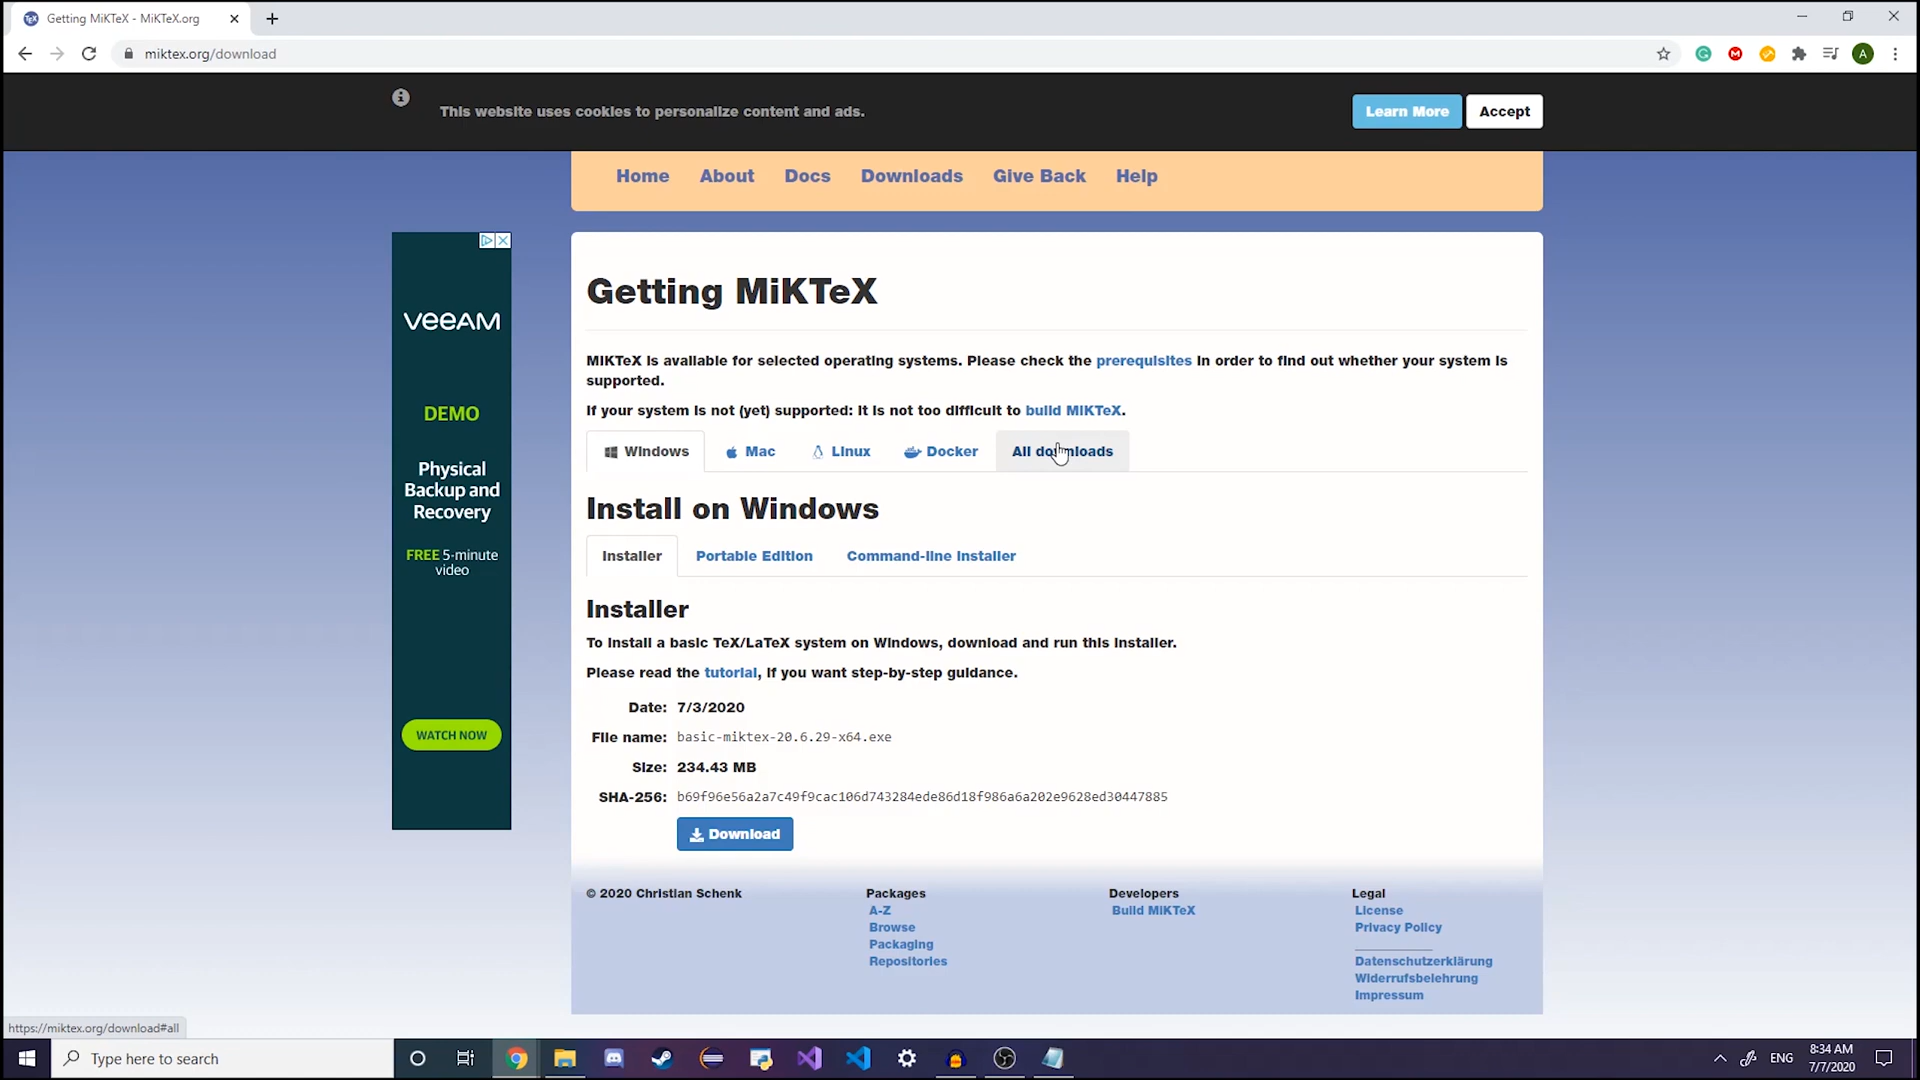 Getting MiKTeX - MiKTeX.org
miktex.org/download
A
This website uses cookies to personalize content and ads.
Learn More
Accept
Home
About
Docs
Downloads
Give Back
Help
VEEAM
DEMO
Physical
Backup and
Recovery
FREE 5-minute
video
WATCH NOW
Getting MiKTeX
MiKTeX is available for selected operating systems. Please check the prerequisites in order to find out whether your system is
supported.
If your system is not (yet) supported: it is not too difficult to build MiKTeX.
Windows
Mac
Linux
Docker
All downloads
Install on Windows
Installer
Portable Edition
Command-line installer
Installer
To install a basic TeX/LaTeX system on Windows, download and run this installer.
Please read the tutorial, if you want step-by-step guidance.
Date: 7/3/2020
File name: basic-miktex-20.6.29-x64.exe
Size: 234.43 MB
SHA-256: b69f96e56a2a7c49f9cac106d743284ede86d18f986a6a202e9628ed30447885
Download
© 2020 Christian Schenk
Packages
A-Z
Browse
Packaging
Repositories
Developers
Build MiKTeX
Legal
License
Privacy Policy
Datenschutzerklärung
Widerrufsbelehrung
Impressum
https://miktex.org/download#all
Type here to search
ENG
8:34 AM
7/7/2020